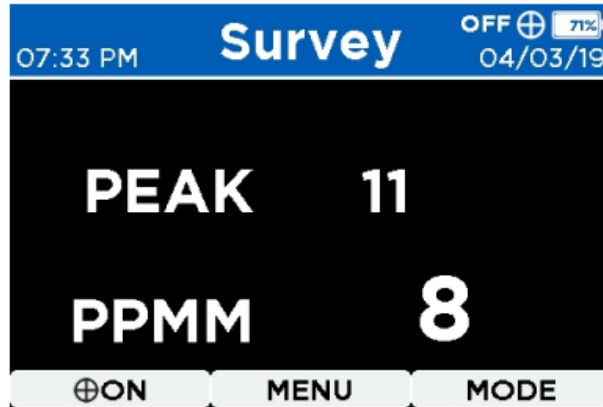 07:33 PM Survey OFF ⊕ 71%
04/03/19
PEAK 11
PPMM 8
⊕ON MENU MODE